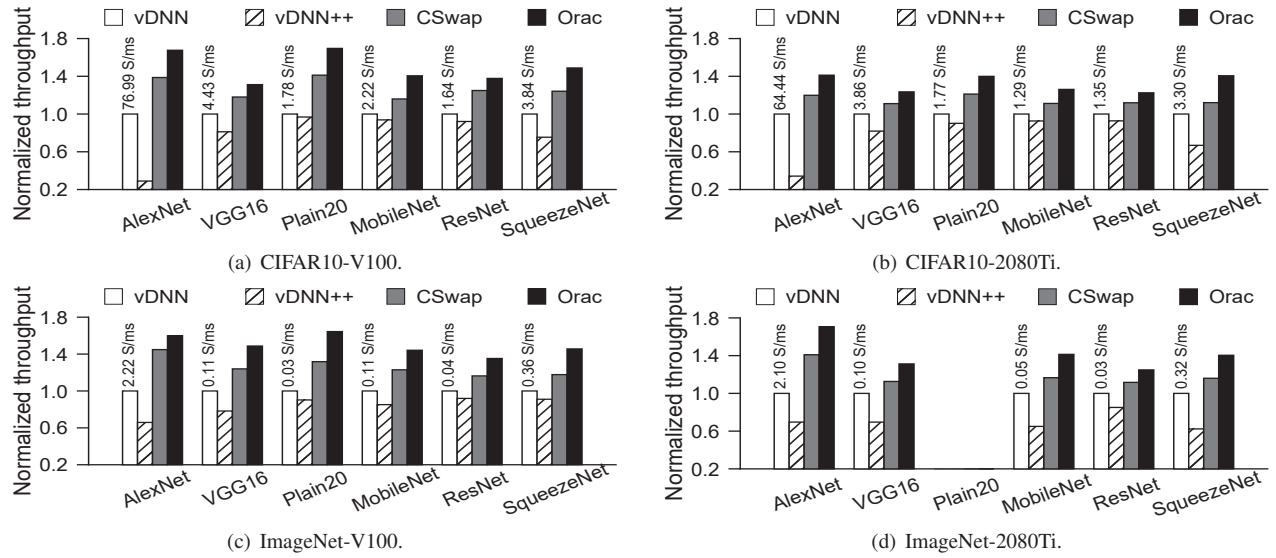 vDNN vDNN++ CSwap Orac
Normalized throughput
1.8
1.4
1.0
0.6
0.2
76.99 S/ms
4.43 S/ms
1.78 S/ms
2.22 S/ms
1.64 S/ms
3.84 S/ms
AlexNet
VGG16
Plain20
MobileNet
ResNet
SqueezeNet
(a) CIFAR10-V100.
vDNN vDNN++ CSwap Orac
Normalized throughput
1.8
1.4
1.0
0.6
0.2
64.44 S/ms
3.86 S/ms
1.77 S/ms
1.29 S/ms
1.35 S/ms
3.30 S/ms
AlexNet
VGG16
Plain20
MobileNet
ResNet
SqueezeNet
(b) CIFAR10-2080Ti.
vDNN vDNN++ CSwap Orac
Normalized throughput
1.8
1.4
1.0
0.6
0.2
2.22 S/ms
0.11 S/ms
0.03 S/ms
0.11 S/ms
0.04 S/ms
0.36 S/ms
AlexNet
VGG16
Plain20
MobileNet
ResNet
SqueezeNet
(c) ImageNet-V100.
vDNN vDNN++ CSwap Orac
Normalized throughput
1.8
1.4
1.0
0.6
0.2
2.10 S/ms
0.10 S/ms
0.05 S/ms
0.03 S/ms
0.32 S/ms
AlexNet
VGG16
Plain20
MobileNet
ResNet
SqueezeNet
(d) ImageNet-2080Ti.